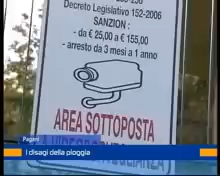 Decreto Legislativo 152-2006
SANZIONI :
- da € 25,00 a € 155,00
- arresto da 3 mesi a 1 anno
AREA SOTTOPOSTA
Pagani
I disagi della pioggia